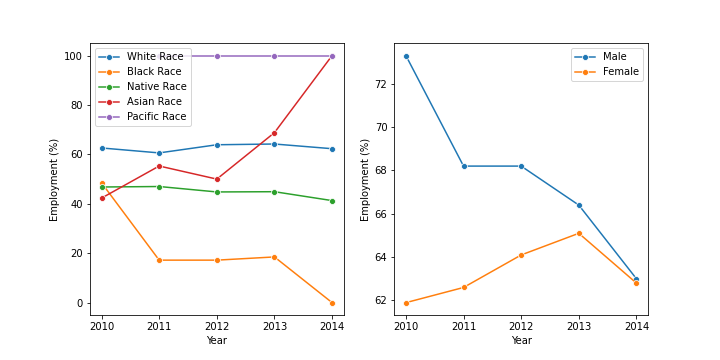 100
80
60
40
20
0
Employment (%)
White Race
Black Race
Native Race
Asian Race
Pacific Race
2010 2011 2012 2013 2014
Year
72
70
68
66
64
62
Employment (%)
Male
Female
2010 2011 2012 2013 2014
Year